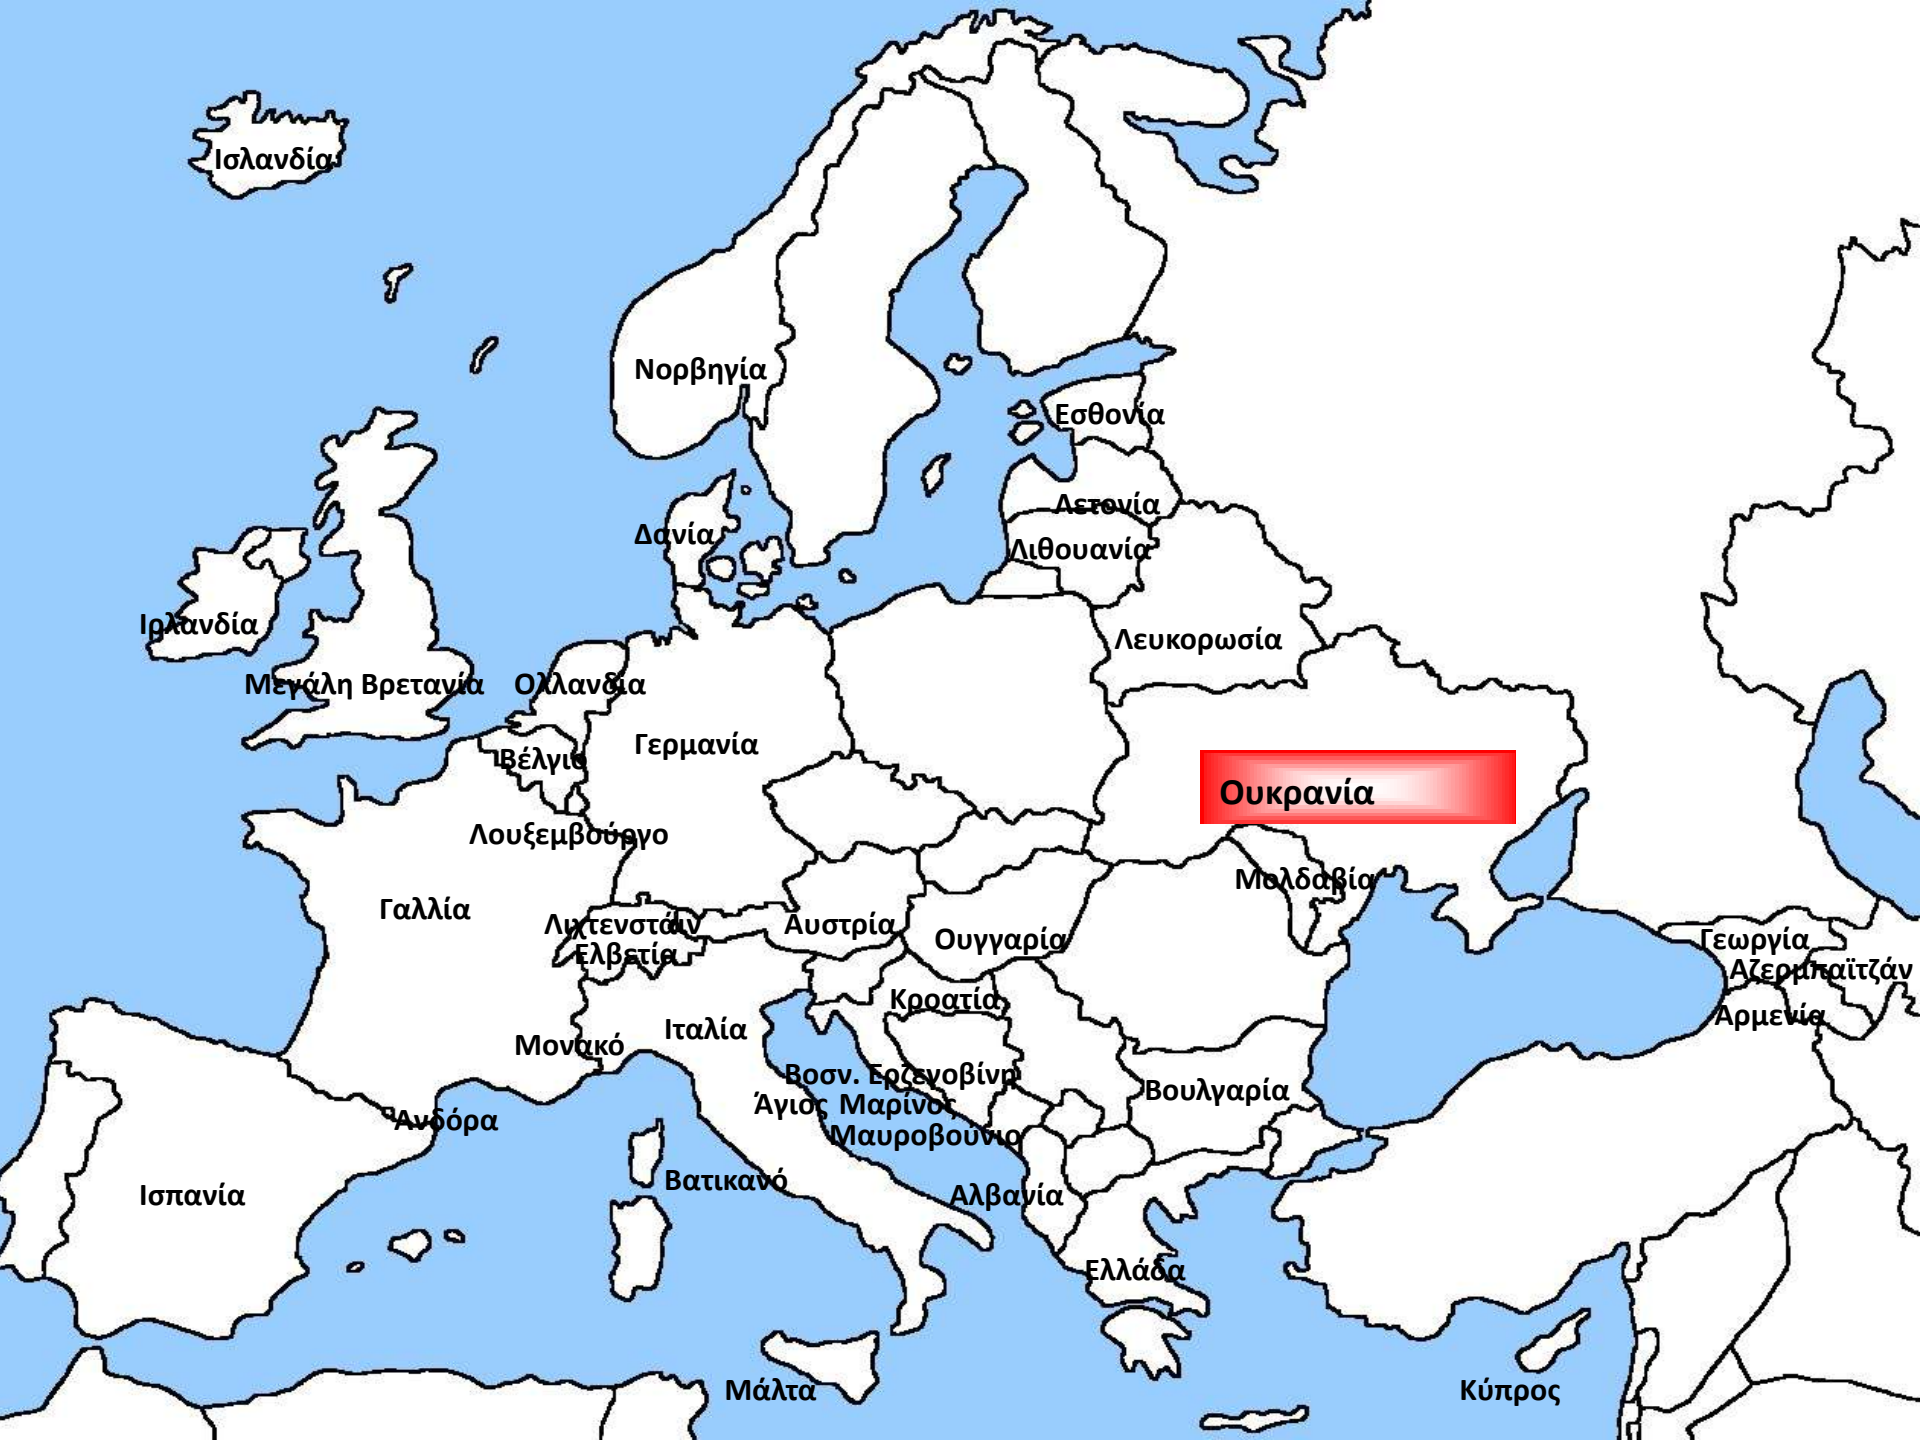 Ισλανδία
Νορβηγία
Εσθονία
Λετονία
Δανία
Λιθουανία
Ιρλανδία
Λευκορωσία
Μεγάλη Βρετανία
Ολλανδία
Γερμανία
Βέλγιο
Ουκρανία
Λουξεμβούργο
Μολδαβία
Γαλλία
Λιχτενστάιν
Αυστρία
Ουγγαρία
Γεωργία
Ελβετία
Αζερμπαϊτζάν
Κροατία
Αρμενία
Ιταλία
Μονακό
Βοσν. Ερζεγοβίνη
Βουλγαρία
Άγιος Μαρίνος
Ανδόρα
Μαυροβούνιο
Βατικανό
Ισπανία
Αλβανία
Ελλάδα
Μάλτα
Κύπρος